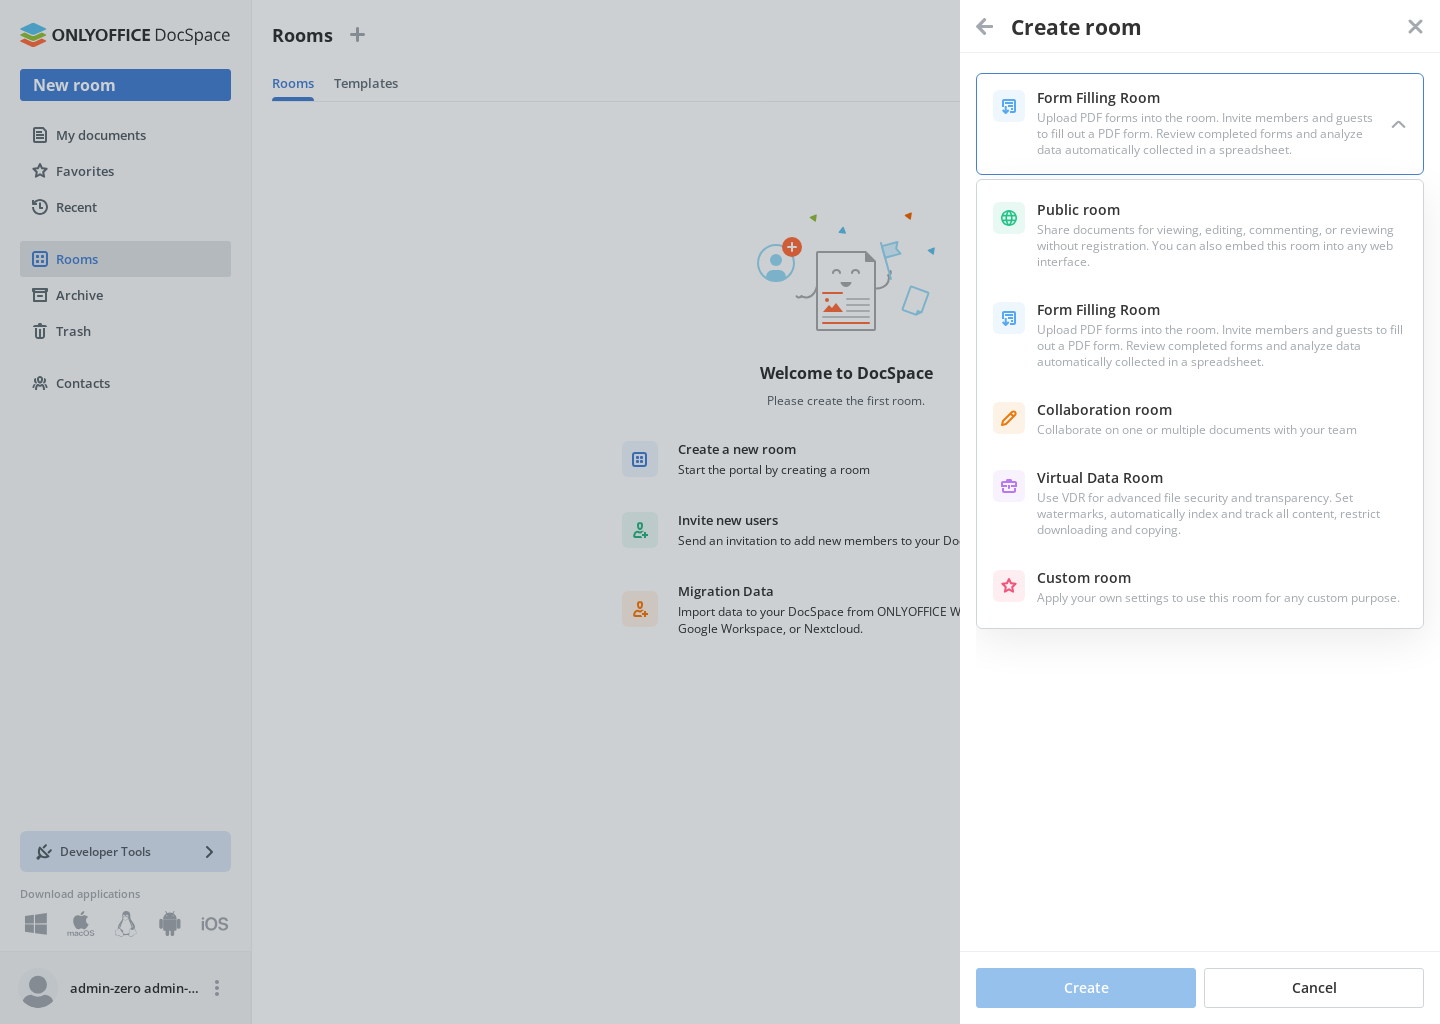 ONLYOFFICE DocSpace
New room
My documents
Favorites
Recent
Rooms
Archive
Trash
Contacts
Developer Tools
Download applications
macOS
iOS
admin-zero admin-...
Rooms
Rooms Templates
Welcome to DocSpace
Please create the first room.
Create a new room
Start the portal by creating a room
Invite new users
Send an invitation to add new members to your Do
Migration Data
Import data to your DocSpace from ONLYOFFICE W
Google Workspace, or Nextcloud.
Create room
Form Filling Room
Upload PDF forms into the room. Invite members and guests
to fill out a PDF form. Review completed forms and analyze
data automatically collected in a spreadsheet.
Public room
Share documents for viewing, editing, commenting, or reviewing
without registration. You can also embed this room into any web
interface.
Form Filling Room
Upload PDF forms into the room. Invite members and guests to fill
out a PDF form. Review completed forms and analyze data
automatically collected in a spreadsheet.
Collaboration room
Collaborate on one or multiple documents with your team
Virtual Data Room
Use VDR for advanced file security and transparency. Set
watermarks, automatically index and track all content, restrict
downloading and copying.
Custom room
Apply your own settings to use this room for any custom purpose.
Create
Cancel